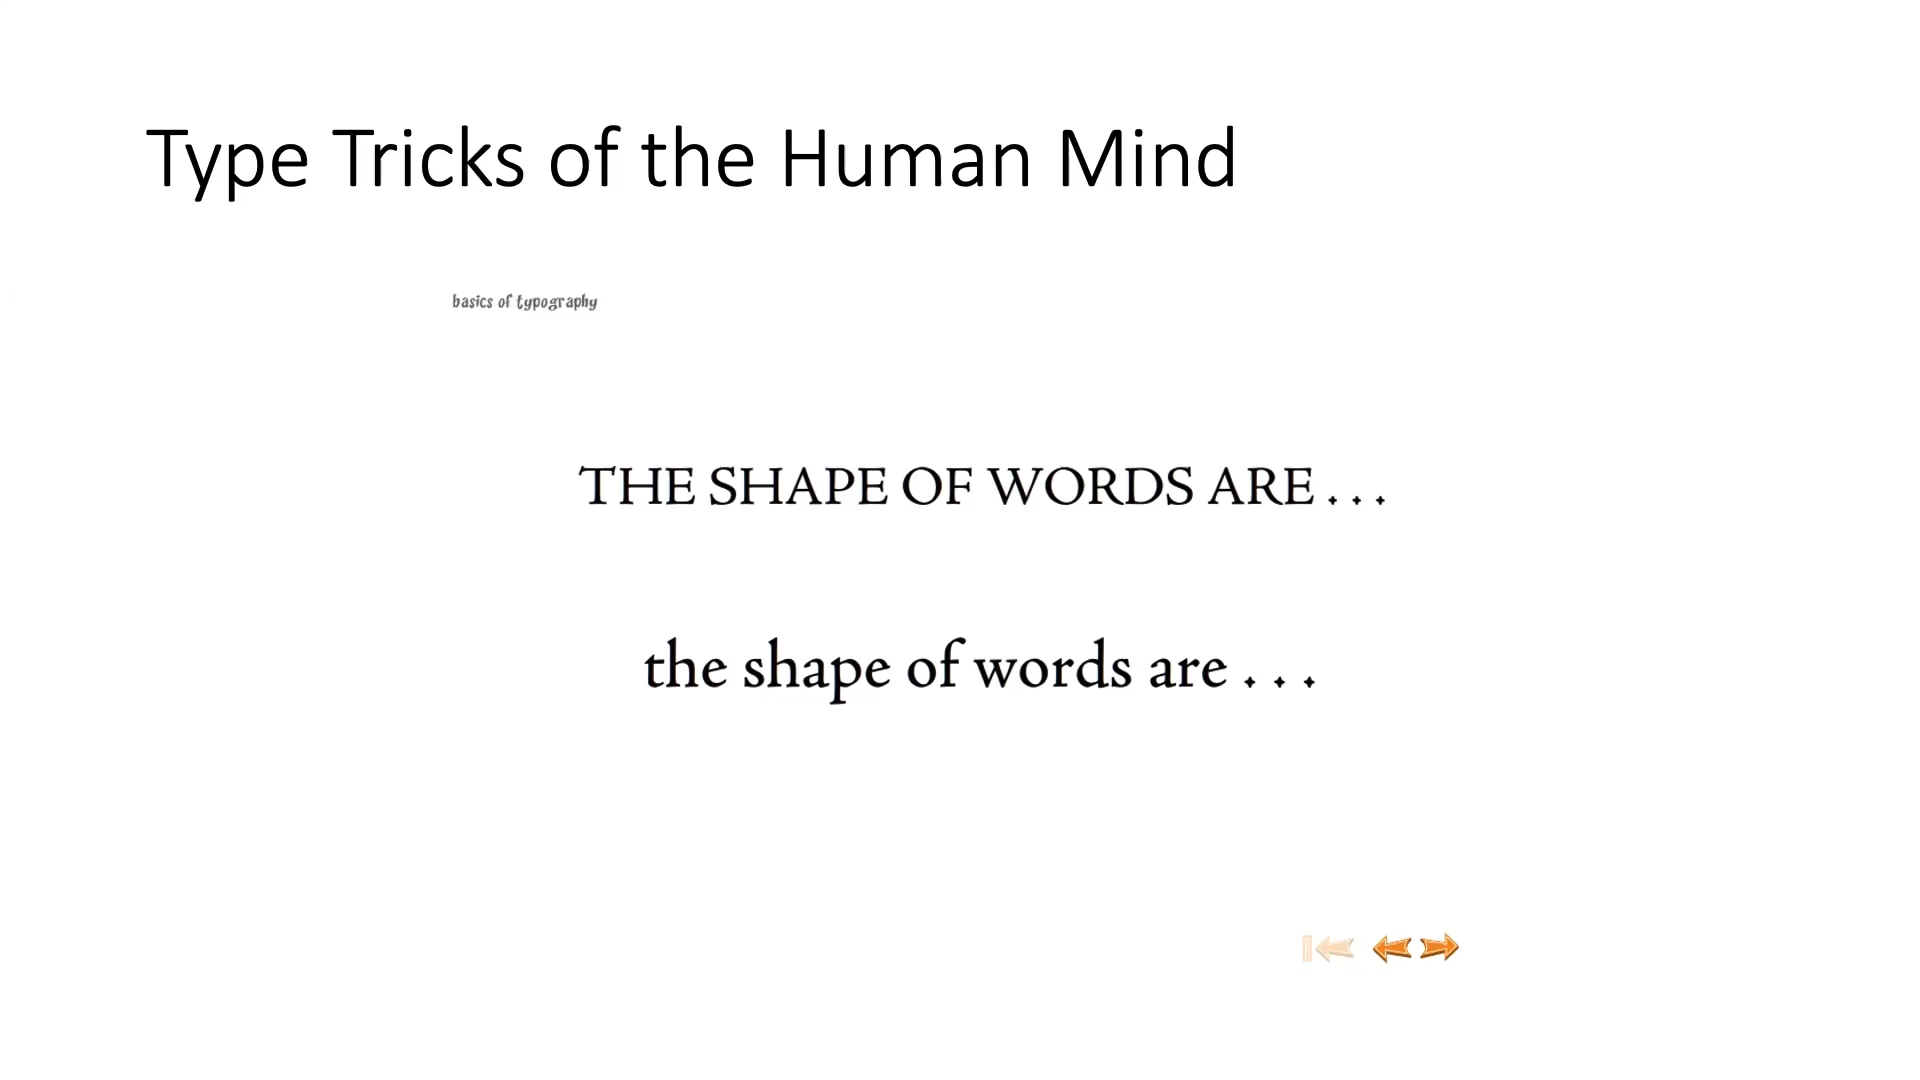 Type Tricks of the Human Mind
basics of typography
THE SHAPE OF WORDS ARE . . .
the shape of words are . . .